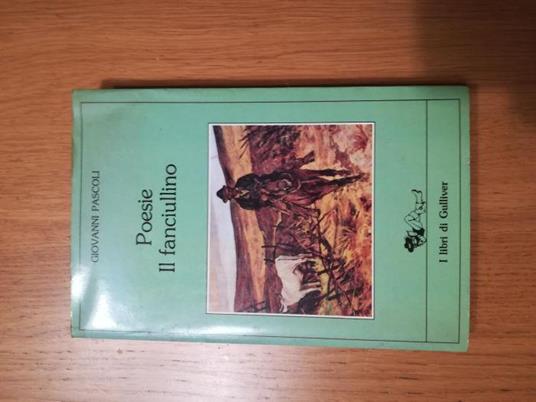 GIOVANNI PASCOLI
Poesie
Il fanciullino
I libri di Gulliver